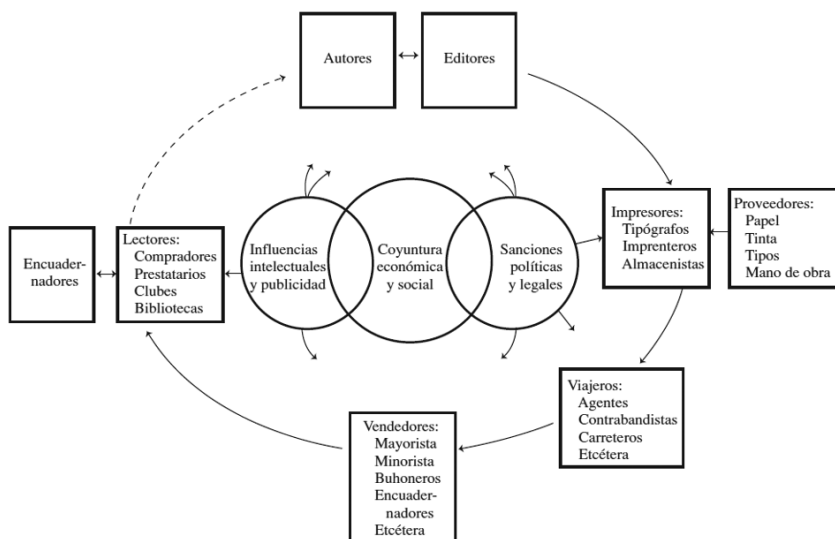 Autores
Editores
Impresores:
Tipógrafos
Imprenteros
Almacenistas
Proveedores:
Papel
Tinta
Tipos
Mano de obra
Encuader-
nadores
Lectores:
Compradores
Prestatarios
Clubes
Bibliotecas
Influencias
intelectuales
y publicidad
Coyuntura
económica
y social
Sanciones
políticas
y legales
Viajeros:
Agentes
Contrabandistas
Carreteros
Etcétera
Vendedores:
Mayorista
Minorista
Buhoneros
Encuader-
nadores
Etcétera